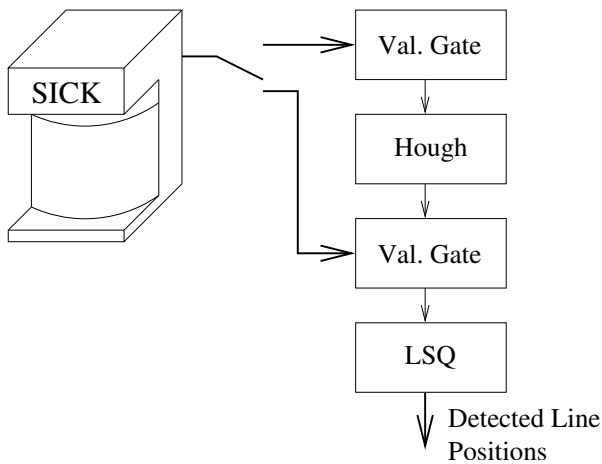 SICK
Val. Gate
Hough
Val. Gate
LSQ
Detected Line
Positions